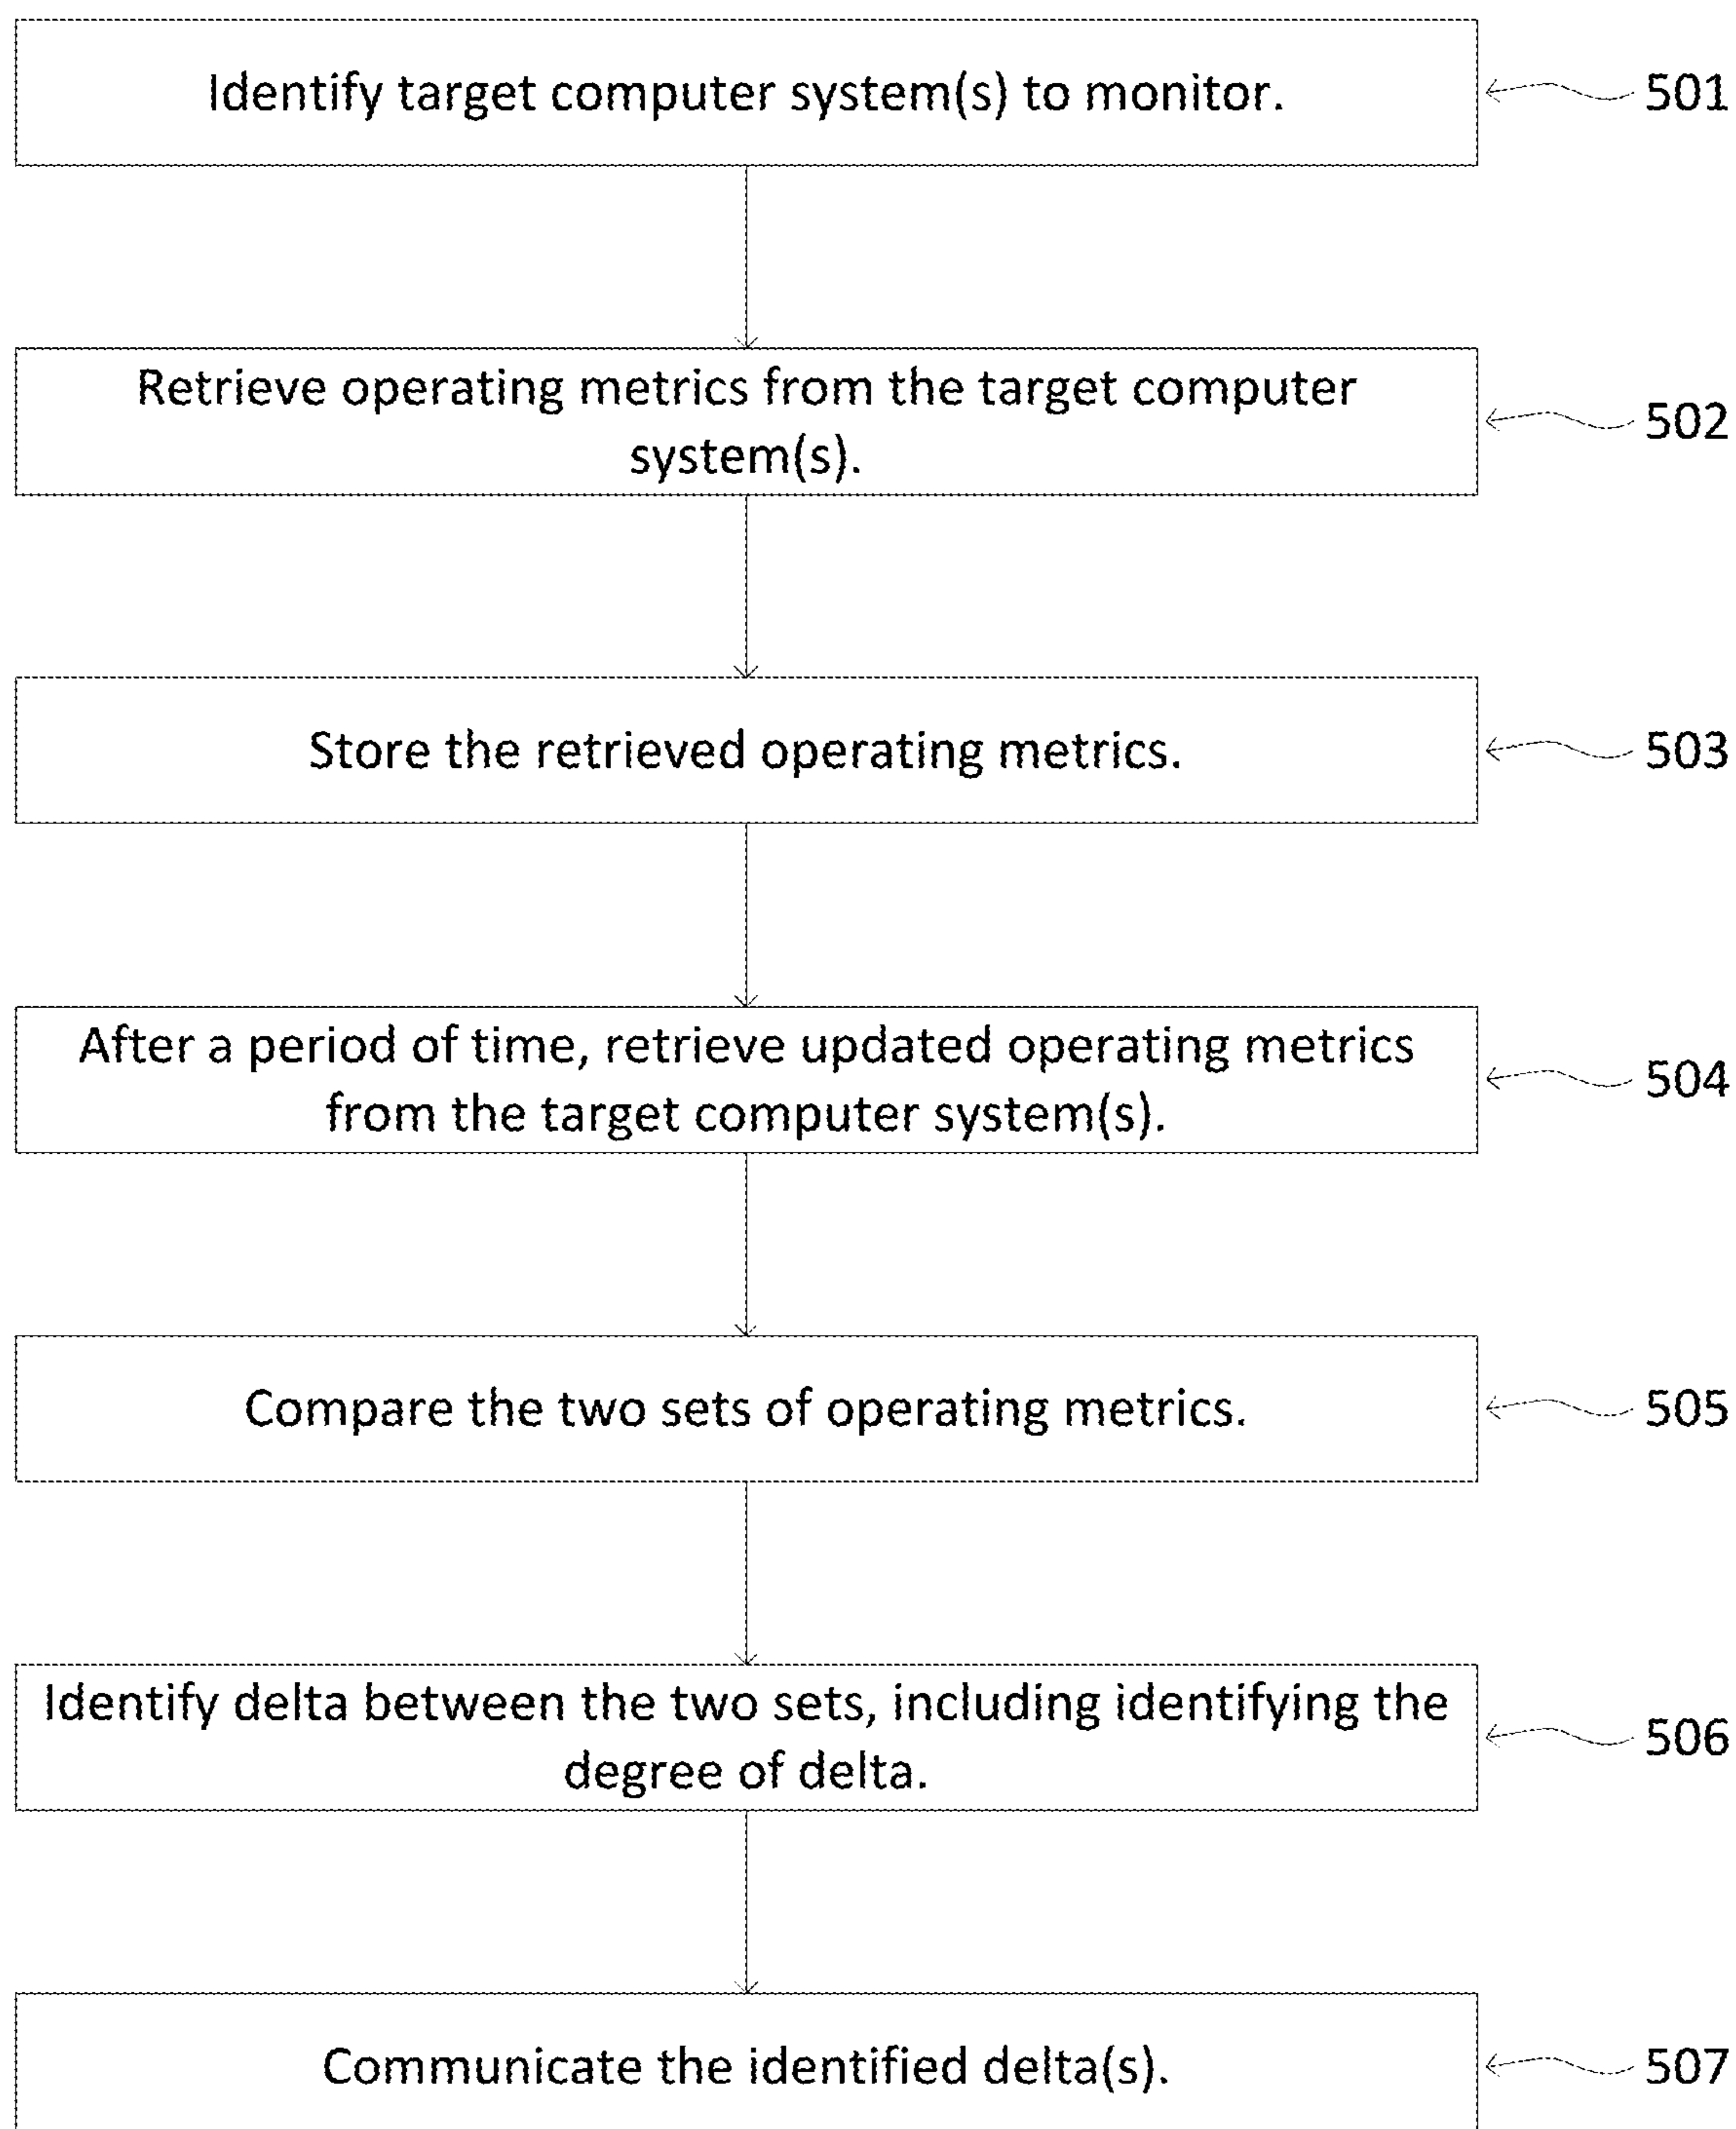 Identify target computer system(s) to monitor.
501
Retrieve operating metrics from the target computer
system(s).
502
Store the retrieved operating metrics.
503
After a period of time, retrieve updated operating metrics
from the target computer system(s).
504
Compare the two sets of operating metrics.
505
Identify delta between the two sets, including identifying the
degree of delta.
506
Communicate the identified delta(s).
507